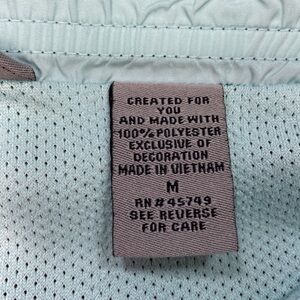 CREATED FOR
YOU
AND MADE WITH
100% POLYESTER
EXCLUSIVE OF
DECORATION
MADE IN VIETNAM
M
RN# 45749
SEE REVERSE
FOR CARE